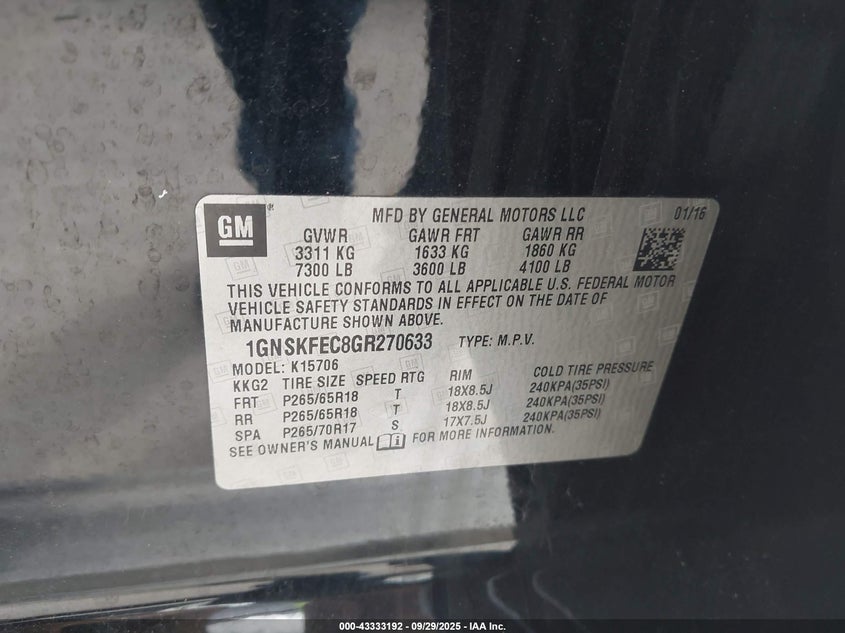 GM
MFD BY GENERAL MOTORS LLC 01/16
GVWR GAWR FRT GAWR RR
3311 KG 1633 KG 1860 KG
7300 LB 3600 LB 4100 LB
THIS VEHICLE CONFORMS TO ALL APPLICABLE U.S. FEDERAL MOTOR
VEHICLE SAFETY STANDARDS IN EFFECT ON THE DATE OF
MANUFACTURE SHOWN ABOVE.
1GNSKFEC8GR270633 TYPE: M.P.V.
MODEL: K15706
KKG2 TIRE SIZE SPEED RTG RIM COLD TIRE PRESSURE
FRT P265/65R18 T 18X8.5J 240KPA(35PSI)
RR P265/65R18 T 18X8.5J 240KPA(35PSI)
SPA P265/70R17 S 17X7.5J 240KPA(35PSI)
SEE OWNER'S MANUAL i FOR MORE INFORMATION.
000-43333192 - 09/29/2025 - IAA Inc.